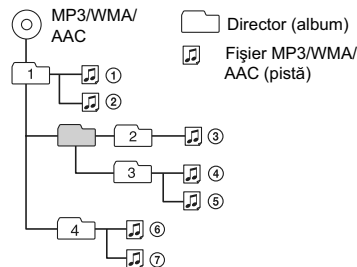 MP3/WMA/
AAC
Director (album)
Fişier MP3/WMA/
AAC (pistă)
1
①
②
2
③
3
④
⑤
4
⑥
⑦